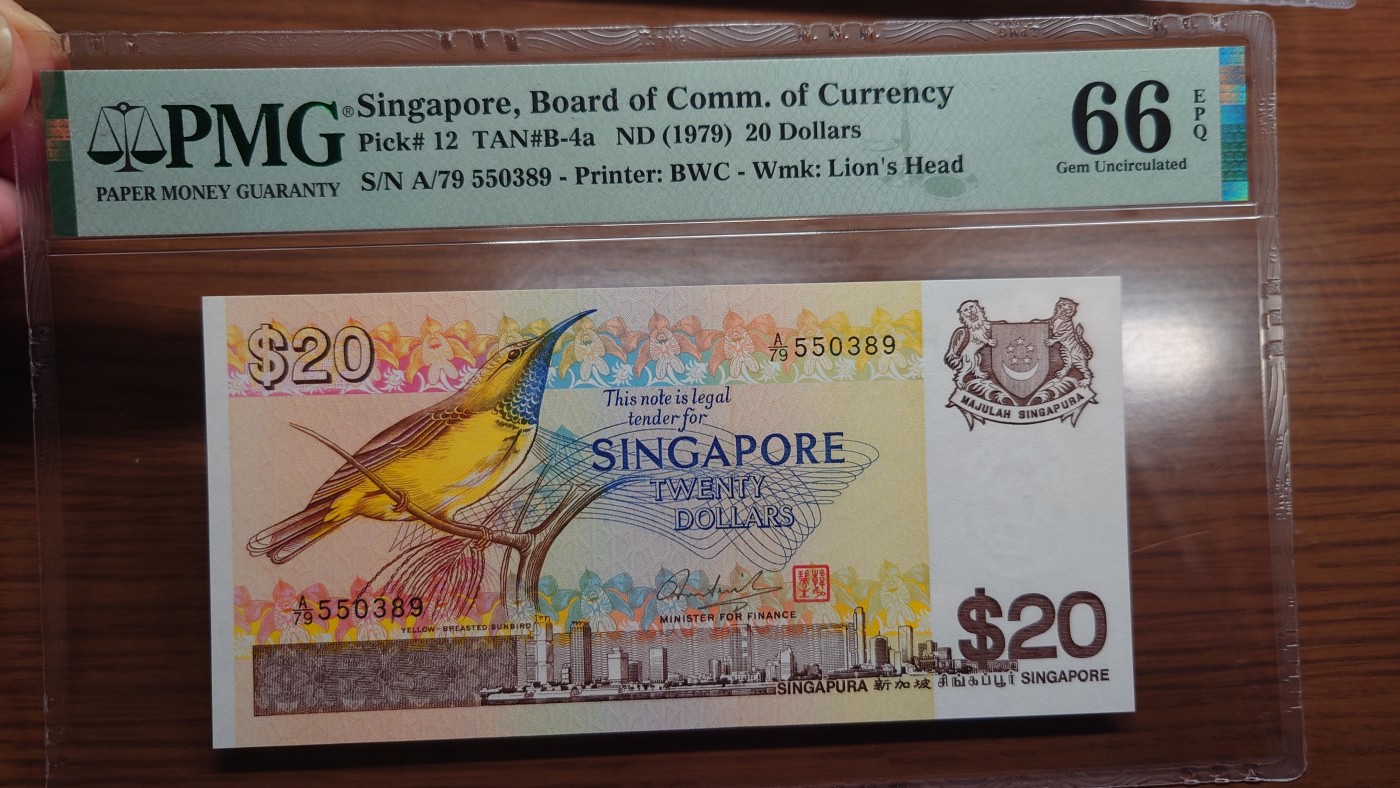 PMG®
PAPER MONEY GUARANTY
Singapore, Board of Comm. of Currency
Pick# 12 TAN#B-4a ND (1979) 20 Dollars
S/N A/79 550389 - Printer: BWC - Wmk: Lion's Head
66
EPQ
Gem Uncirculated
$20
A/79 550389
This note is legal
tender for
SINGAPORE
TWENTY
DOLLARS
MAJULAH SINGAPURA
A/79 550389
YELLOW-BREASTED SUNBIRD
MINISTER FOR FINANCE
$20
SINGAPURA 新加坡 சிங்கப்பூர் SINGAPORE